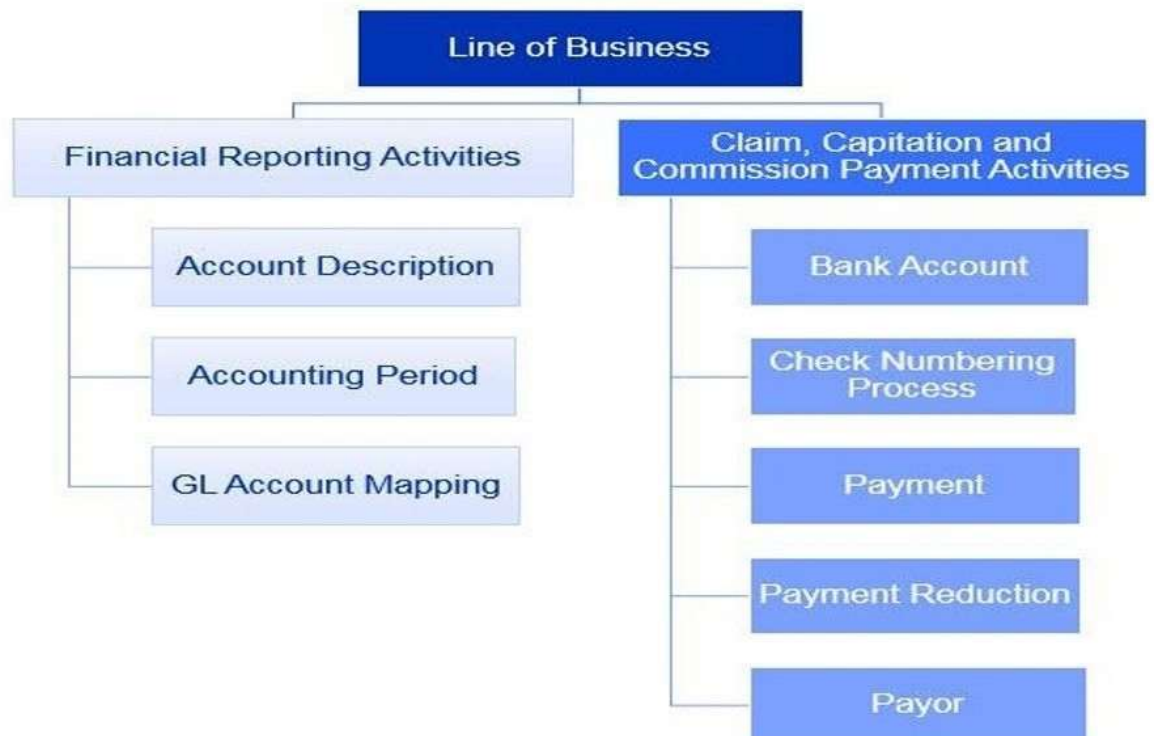 Line of Business
Financial Reporting Activities
Account Description
Accounting Period
GL Account Mapping
Claim, Capitation and
Commission Payment Activities
Bank Account
Check Numbering
Process
Payment
Payment Reduction
Payor